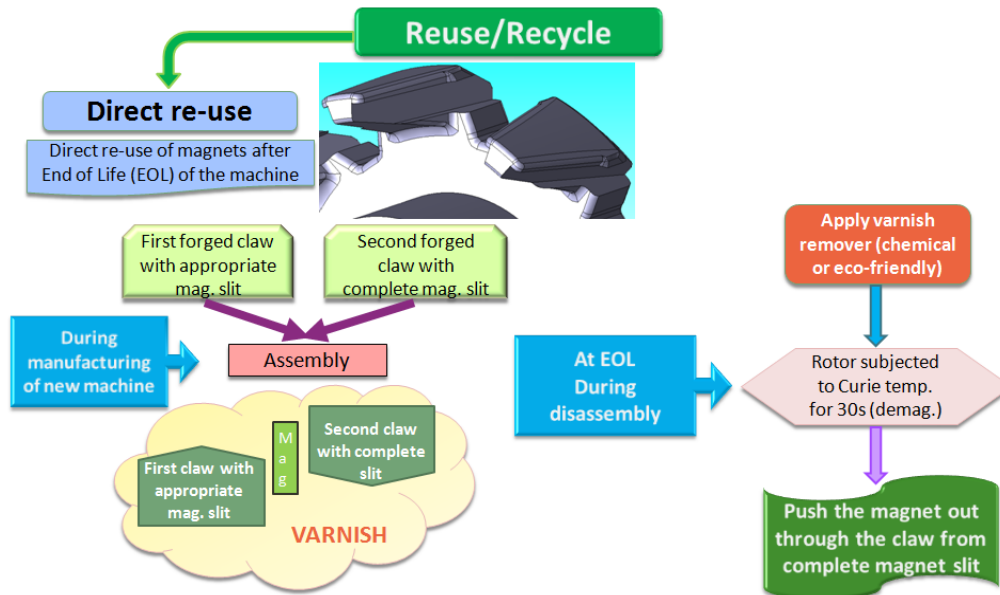 Reuse/Recycle
Direct re-use
Direct re-use of magnets after
End of Life (EOL) of the machine
First forged claw
with appropriate
mag. slit
Second forged
claw with
complete mag. slit
During
manufacturing
of new machine
Assembly
First claw with
appropriate
mag. slit
Mag
Second claw
with complete
slit
VARNISH
At EOL
During
disassembly
Apply varnish
remover (chemical
or eco-friendly)
Rotor subjected
to Curie temp.
for 30s (demag.)
Push the magnet out
through the claw from
complete magnet slit